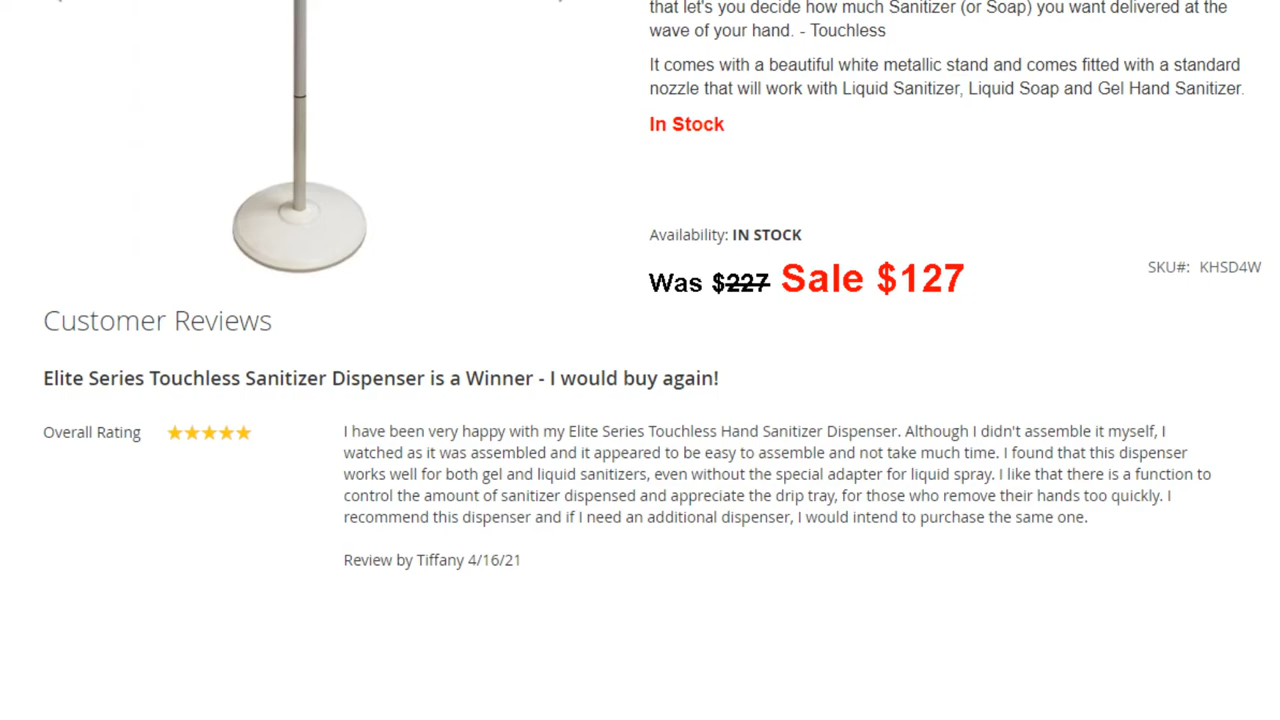 that let's you decide how much Sanitizer (or Soap) you want delivered at the
wave of your hand. - Touchless
It comes with a beautiful white metallic stand and comes fitted with a standard
nozzle that will work with Liquid Sanitizer, Liquid Soap and Gel Hand Sanitizer.
In Stock
Availability: IN STOCK
Was $227 Sale $127
SKU#: KHSD4W
Customer Reviews
Elite Series Touchless Sanitizer Dispenser is a Winner - I would buy again!
Overall Rating
I have been very happy with my Elite Series Touchless Hand Sanitizer Dispenser. Although I didn't assemble it myself, I
watched as it was assembled and it appeared to be easy to assemble and not take much time. I found that this dispenser
works well for both gel and liquid sanitizers, even without the special adapter for liquid spray. I like that there is a function to
control the amount of sanitizer dispensed and appreciate the drip tray, for those who remove their hands too quickly. I
recommend this dispenser and if I need an additional dispenser, I would intend to purchase the same one.
Review by Tiffany 4/16/21